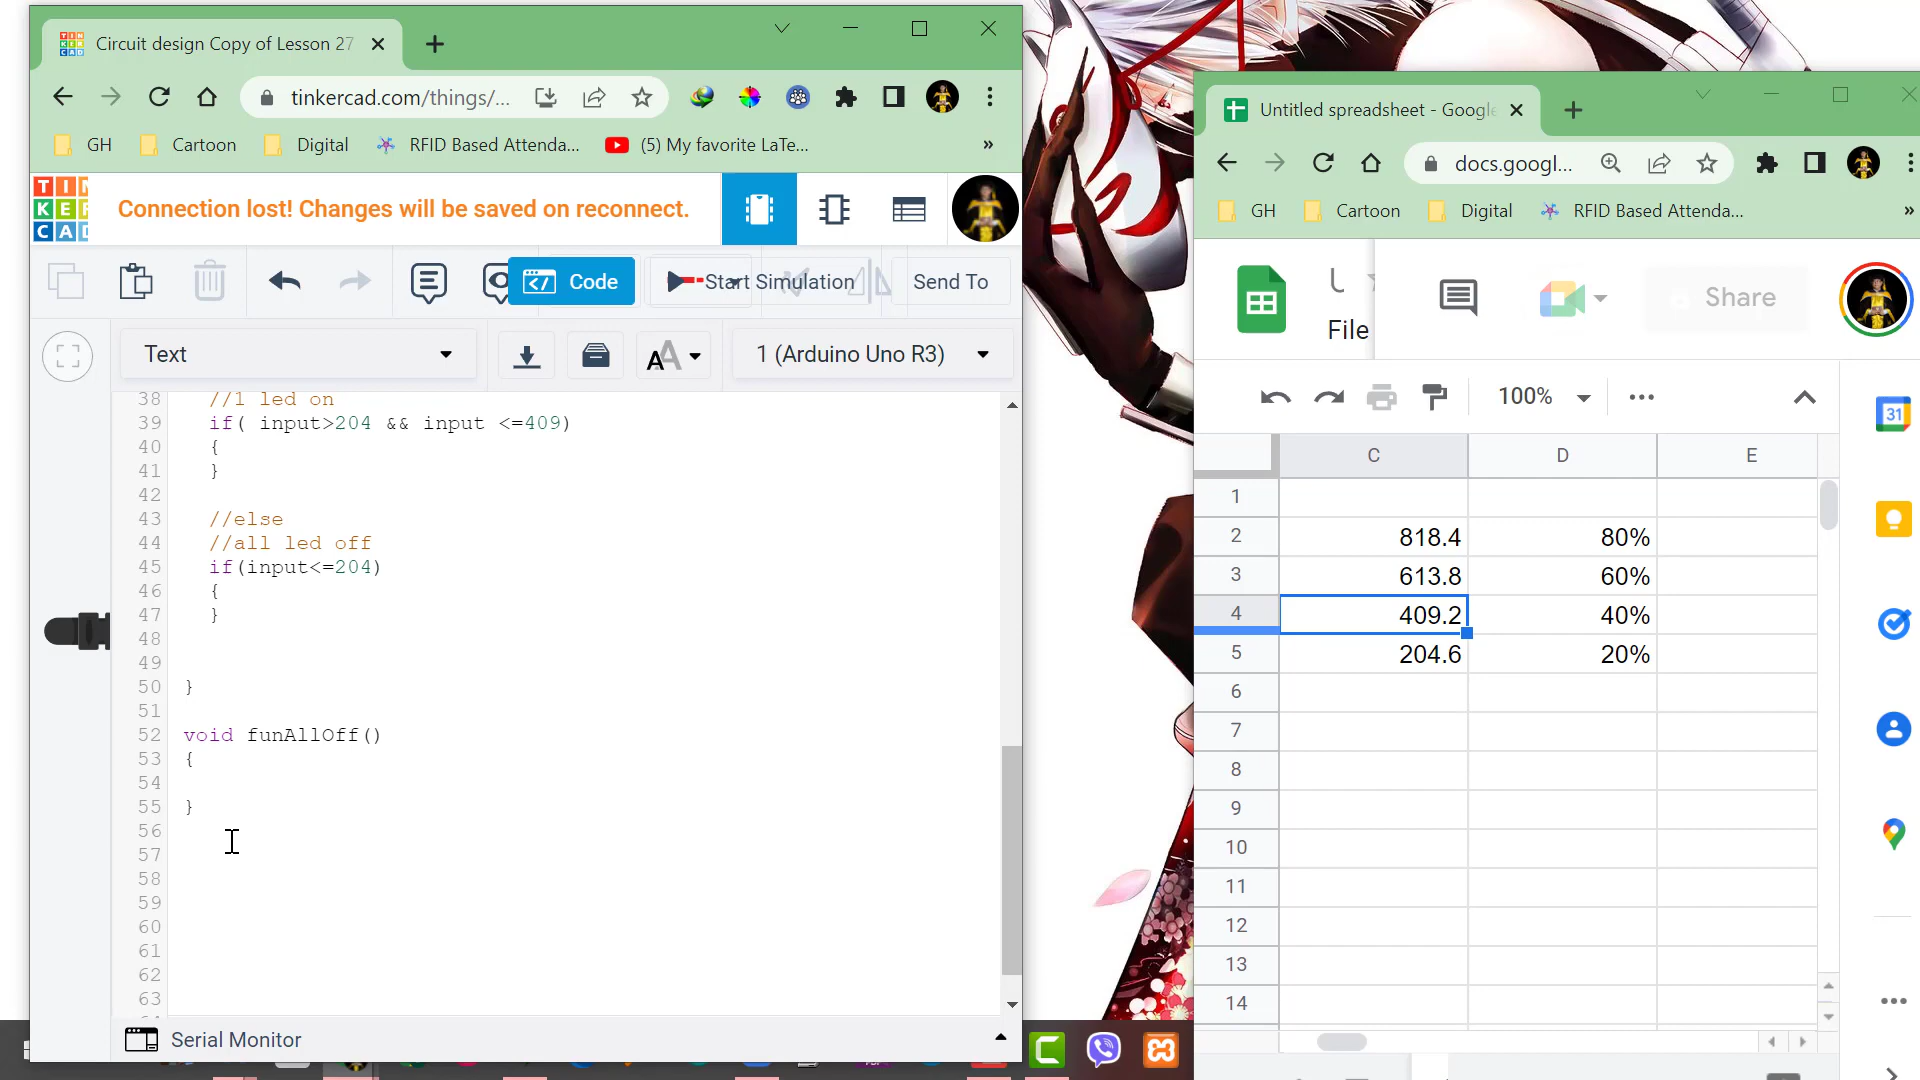 Circuit design Copy of Lesson 27
tinkercad.com/things/...
GH
Cartoon
Digital
RFID Based Attenda...
(5) My favorite LaTe...
»
TIN
KER
CAD
Connection lost! Changes will be saved on reconnect.
Code
Start Simulation
Send To
Text
1 (Arduino Uno R3)
38 //1 led on
39 if( input>204 && input <=409)
40 {
41 }
42
43 //else
44 //all led off
45 if(input<=204)
46 {
47 }
48
49
50 }
51
52 void funAllOff()
53 {
54
55 }
56
57
58
59
60
61
62
63
Serial Monitor
Untitled spreadsheet - Google
docs.googl...
GH
Cartoon
Digital
RFID Based Attenda...
»
File
Share
100%
31
C D E
1
2 818.4 80%
3 613.8 60%
4 409.2 40%
5 204.6 20%
6
7
8
9
10
11
12
13
14